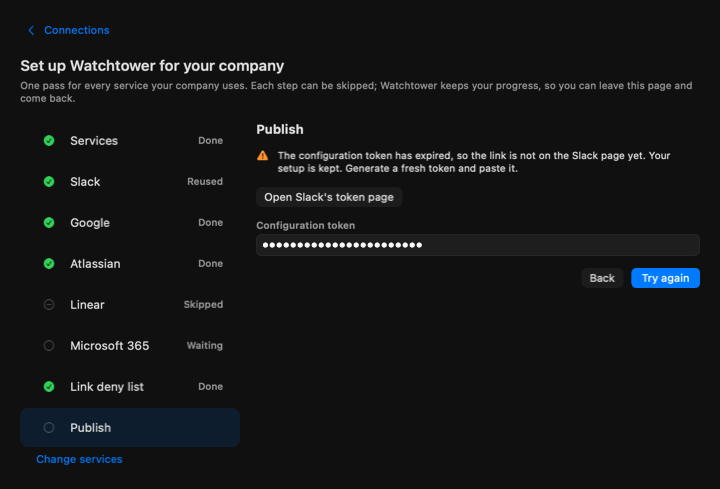 Connections
Set up Watchtower for your company
One pass for every service your company uses. Each step can be skipped; Watchtower keeps your progress, so you can leave this page and
come back.
Services Done
Slack Reused
Google Done
Atlassian Done
Linear Skipped
Microsoft 365 Waiting
Link deny list Done
Publish
Change services
Publish
The configuration token has expired, so the link is not on the Slack page yet. Your
setup is kept. Generate a fresh token and paste it.
Open Slack's token page
Configuration token
Back Try again